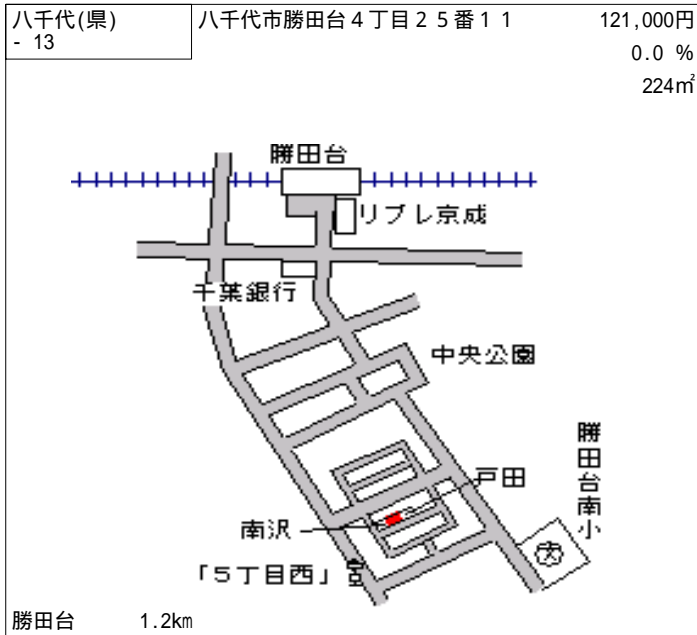 八千代(県)
- 13
八千代市勝田台４丁目２５番１１
121,000円
0.0 %
224㎡
勝田台
リブレ京成
千葉銀行
中央公園
勝田台南小
戸田
南沢
「５丁目西」
文
勝田台 1.2km